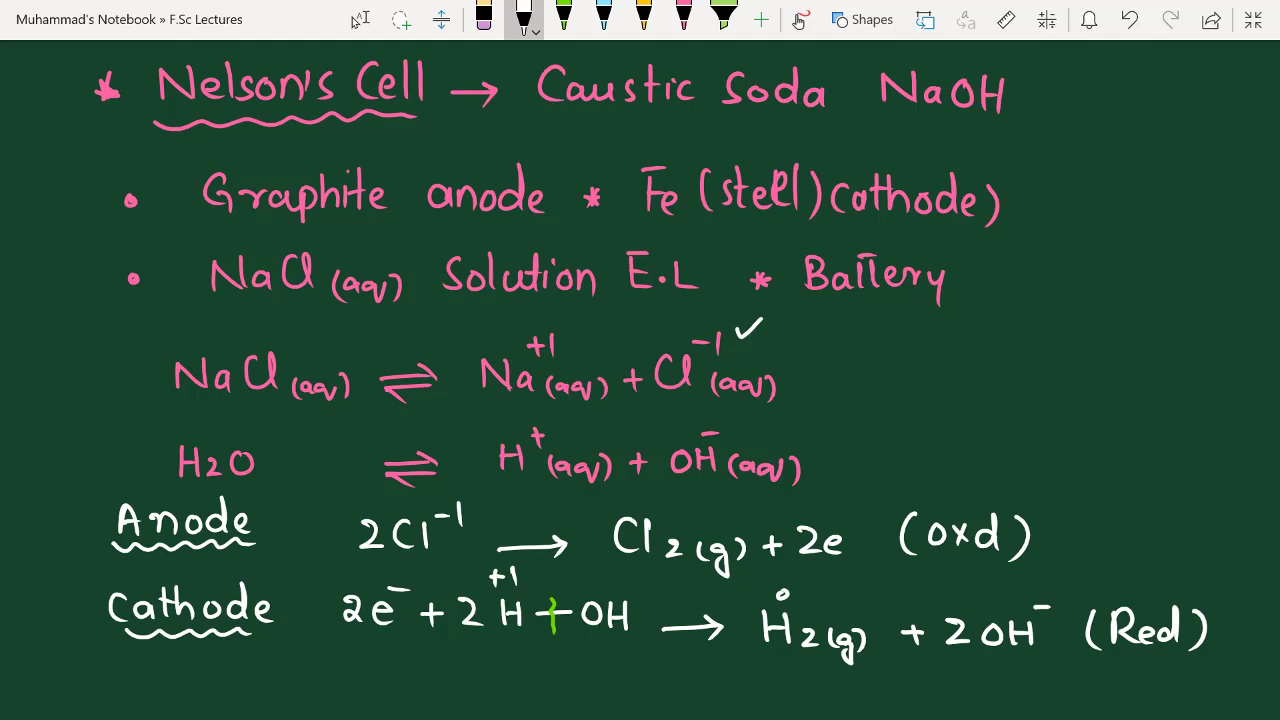 Muhammad's Notebook » F.Sc Lectures Shapes
* Nelson's Cell → Caustic Soda NaOH
• Graphite anode * Fe (stell) cathode)
• NaCl (aq) Solution E.L * Battery
NaCl (aq) ⇌ Na⁺¹ (aq) + Cl⁻¹ (aq) ✓
H2O ⇌ H⁺ (aq) + OH⁻ (aq)
Anode 2Cl⁻¹ → Cl2(g) + 2e (oxd)
Cathode 2e⁻ + 2H⁺¹–OH → H⁰2(g) + 2OH⁻ (Red)